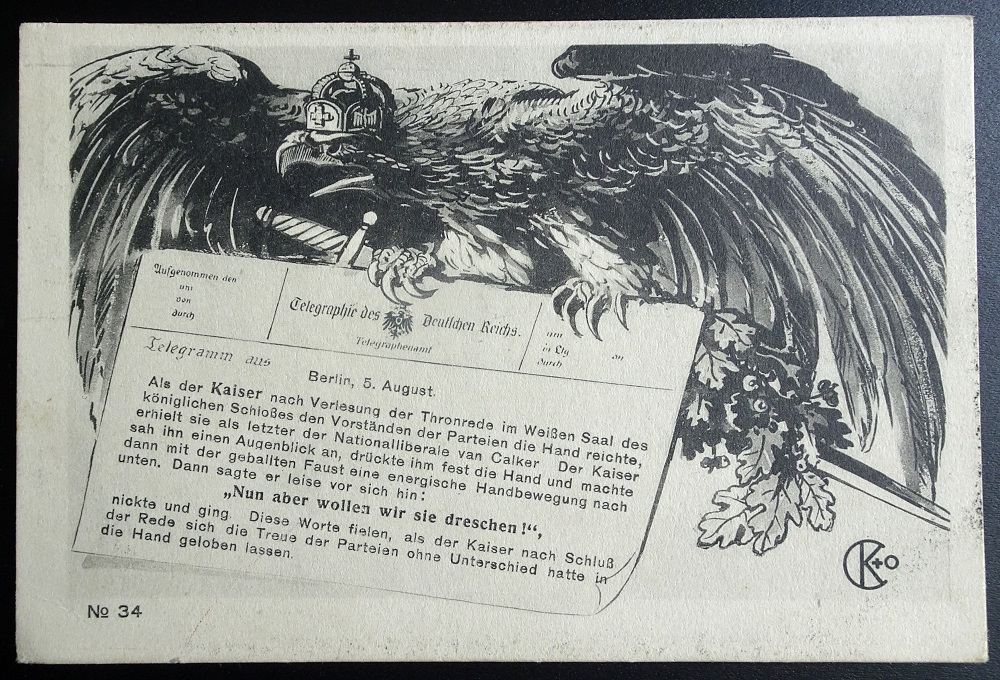 Aufgenommen den
um
von
durch
Telegraphie des Deutschen Reichs.
Telegraphenamt
um an
in Ltg
durch
Telegramm aus
Berlin, 5. August.
Als der Kaiser nach Verlesung der Thronrede im Weißen Saal des
königlichen Schloßes den Vorständen der Parteien die Hand reichte,
erhielt sie als letzter der Nationalliberale van Calker Der Kaiser
sah ihn einen Augenblick an, drückte ihm fest die Hand und machte
dann mit der geballten Faust eine energische Handbewegung nach
unten. Dann sagte er leise vor sich hin:
„Nun aber wollen wir sie dreschen!“,
nickte und ging. Diese Worte fielen, als der Kaiser nach Schluß
der Rede sich die Treue der Parteien ohne Unterschied hatte in
die Hand geloben lassen.
CK+O
No 34